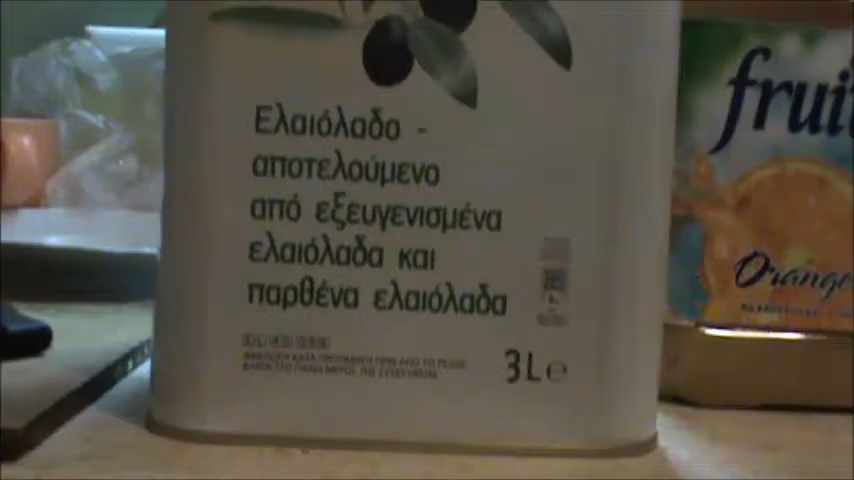 Ελαιόλαδο -
αποτελούμενο
από εξευγενισμένα
ελαιόλαδα και
παρθένα ελαιόλαδα
3L℮
fruit
Orange